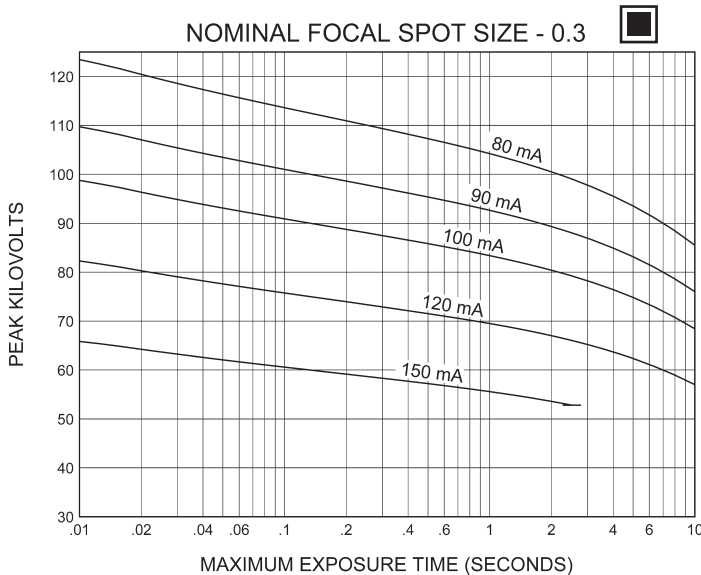 NOMINAL FOCAL SPOT SIZE - 0.3
120
110
100
90
80
70
60
50
40
30
PEAK KILOVOLTS
80 mA
90 mA
100 mA
120 mA
150 mA
.01 .02 .04 .06 .1 .2 .4 .6 1 2 4 6 10
MAXIMUM EXPOSURE TIME (SECONDS)